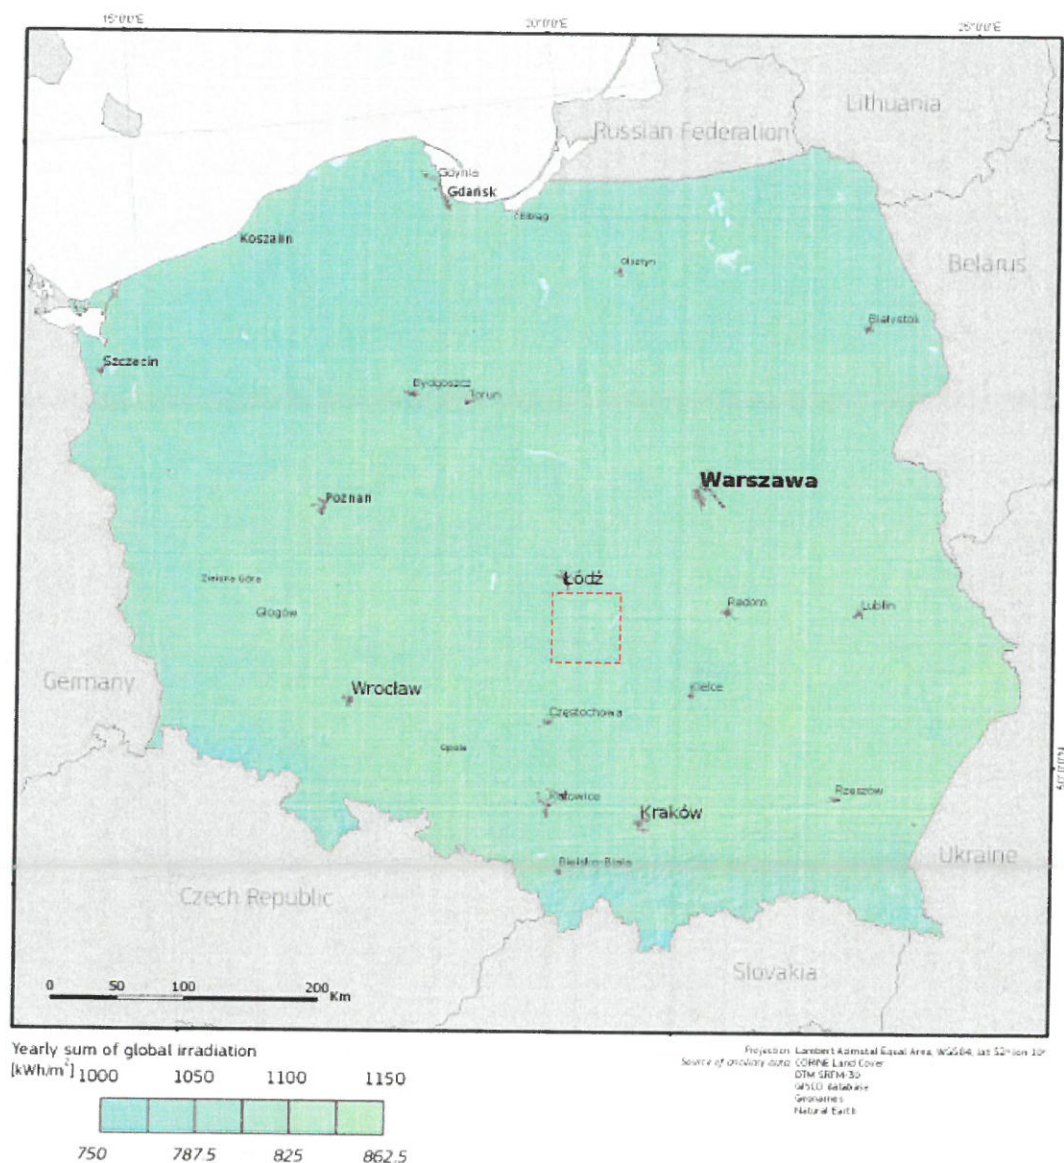 15°0'0"E 20°0'0"E 25°0'0"E
Lithuania
Russian Federation
Gdynia
Gdańsk
Elbląg
Koszalin
Olsztyn
Belarus
Białystok
Szczecin
Bydgoszcz
Torun
Warszawa
Poznań
Zielona Góra
Łódź
Głogów
Radom
Lublin
Germany
Wrocław
Kielce
Częstochowa
Opole
Katowice
Rzeszów
Kraków
Bielsko-Biała
Ukraine
Czech Republic
Slovakia
0 50 100 200
Km
Yearly sum of global irradiation
[kWh/m²] 1000 1050 1100 1150
750 787.5 825 862.5
Projection: Lambert Azimutal Equal Area, WGS84, lat 52° lon 10°
Source of ancillary data: CORINE Land Cover
DTM SRTM-30
GISCO database
Geonames
Natural Earth